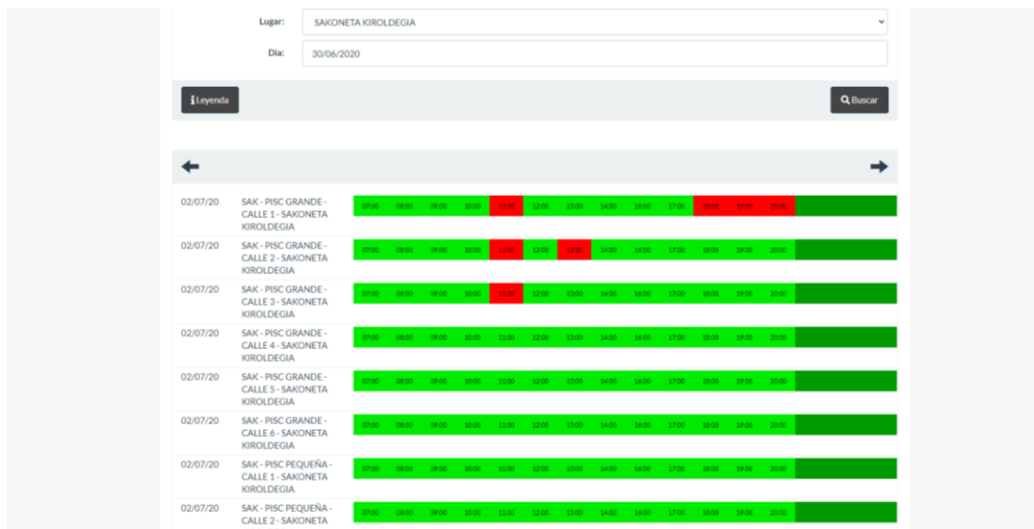 Lugar: SAKONETA KIROLDEGIA
Dia: 30/06/2020
Leyenda Buscar
02/07/20 SAK - PISC GRANDE - 07:00 08:00 09:00 10:00 11:00 12:00 13:00 14:00 16:00 17:00 18:00 19:00 20:00
CALLE 1 - SAKONETA
KIROLDEGIA
02/07/20 SAK - PISC GRANDE - 07:00 08:00 09:00 10:00 11:00 12:00 13:00 14:00 16:00 17:00 18:00 19:00 20:00
CALLE 2 - SAKONETA
KIROLDEGIA
02/07/20 SAK - PISC GRANDE - 07:00 08:00 09:00 10:00 11:00 12:00 13:00 14:00 16:00 17:00 18:00 19:00 20:00
CALLE 3 - SAKONETA
KIROLDEGIA
02/07/20 SAK - PISC GRANDE - 07:00 08:00 09:00 10:00 11:00 12:00 13:00 14:00 16:00 17:00 18:00 19:00 20:00
CALLE 4 - SAKONETA
KIROLDEGIA
02/07/20 SAK - PISC GRANDE - 07:00 08:00 09:00 10:00 11:00 12:00 13:00 14:00 16:00 17:00 18:00 19:00 20:00
CALLE 5 - SAKONETA
KIROLDEGIA
02/07/20 SAK - PISC GRANDE - 07:00 08:00 09:00 10:00 11:00 12:00 13:00 14:00 16:00 17:00 18:00 19:00 20:00
CALLE 6 - SAKONETA
KIROLDEGIA
02/07/20 SAK - PISC PEQUEÑA - 07:00 08:00 09:00 10:00 11:00 12:00 13:00 14:00 16:00 17:00 18:00 19:00 20:00
CALLE 1 - SAKONETA
KIROLDEGIA
02/07/20 SAK - PISC PEQUEÑA - 07:00 08:00 09:00 10:00 11:00 12:00 13:00 14:00 16:00 17:00 18:00 19:00 20:00
CALLE 2 - SAKONETA